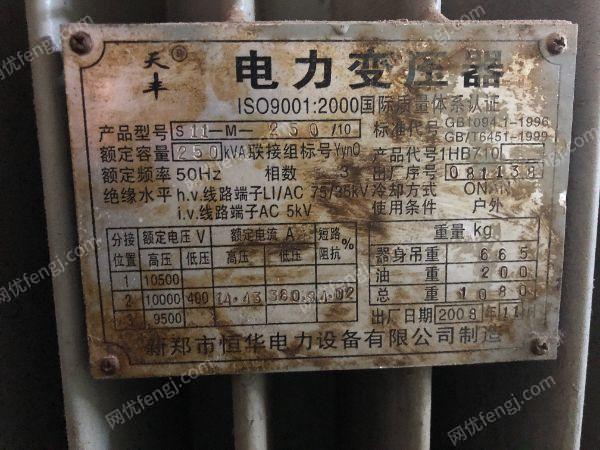 天丰® 电力变压器
ISO9001:2000国际质量体系认证
产品型号 S11-M-250/10 标准代号 GB1094.1-1996
GB/T6451-1999
额定容量 250 kVA 联接组标号Yyn0 产品代号1HB710
额定频率 50Hz 相数 3 出厂序号 081138
绝缘水平 h.v.线路端子LI/AC 75/35kV 冷却方式 ONAN
i.v.线路端子AC 5kV 使用条件 户外
分接位置 额定电压 V 额定电流 A 短路阻抗 % 重量 kg
高压 低压 高压 低压 器身吊重 665
1 10500 油重 200
2 10000 400 14.43 360.8 4.02 总重 1080
3 9500 出厂日期 2008年11月
新郑市恒华电力设备有限公司制造
网优fengj.com
wangyoufengj.com